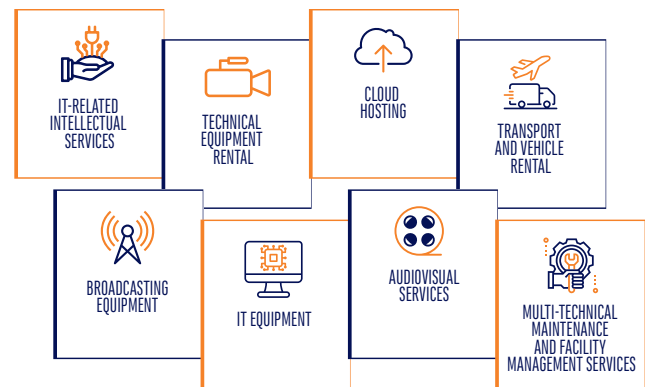 IT-RELATED
INTELLECTUAL
SERVICES
TECHNICAL
EQUIPMENT
RENTAL
CLOUD
HOSTING
TRANSPORT
AND VEHICLE
RENTAL
BROADCASTING
EQUIPMENT
IT EQUIPMENT
AUDIOVISUAL
SERVICES
MULTI-TECHNICAL
MAINTENANCE
AND FACILITY
MANAGEMENT SERVICES